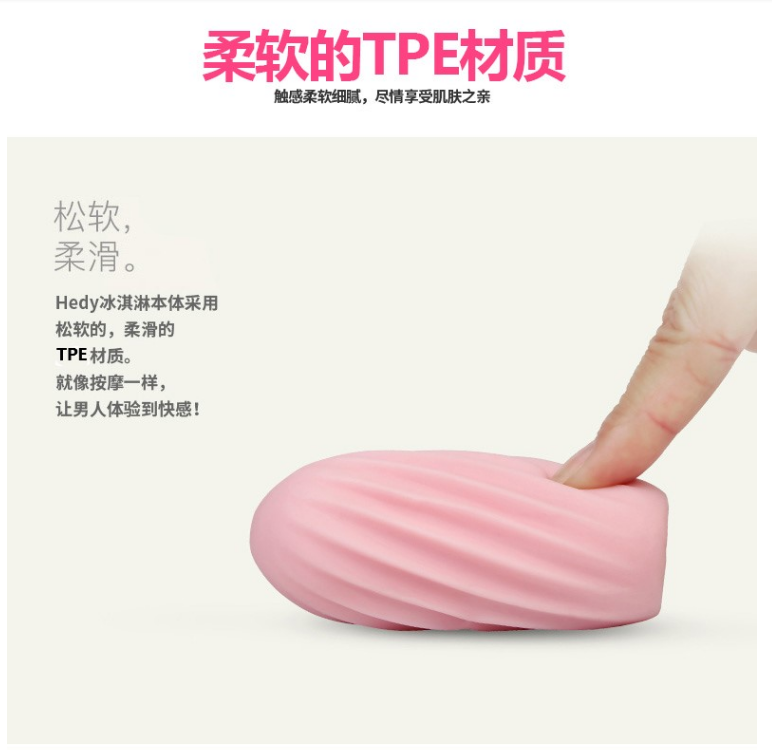 柔软的TPE材质
触感柔软细腻，尽情享受肌肤之亲
松软，
柔滑。
Hedy冰淇淋本体采用
松软的，柔滑的
TPE材质。
就像按摩一样，
让男人体验到快感！